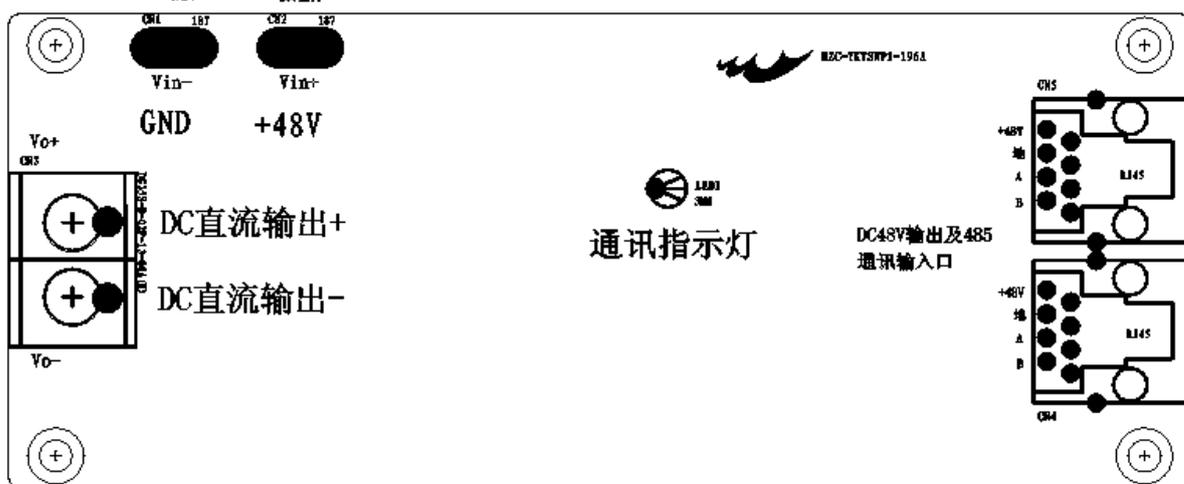 CN1 187
CN2 187
Vin-
Vin+
GND
+48V
Vo+
CN3
DC直流输出+
DC直流输出-
Vo-
LED1
3MM
通讯指示灯
DC48V输出及485
通讯输入口
CN5
+48V
地
A
B
RJ45
+48V
地
A
B
RJ45
CN4